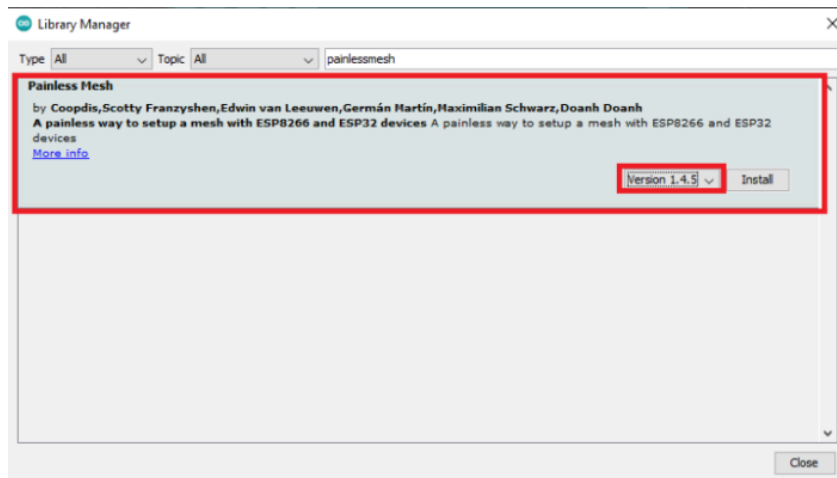 Library Manager
Type All Topic All painlessmesh
Painless Mesh
by Coopdis,Scotty Franzyshen,Edwin van Leeuwen,Germán Martín,Maximilian Schwarz,Doanh Doanh
A painless way to setup a mesh with ESP8266 and ESP32 devices A painless way to setup a mesh with ESP8266 and ESP32
devices
More info
Version 1.4.5 Install
Close